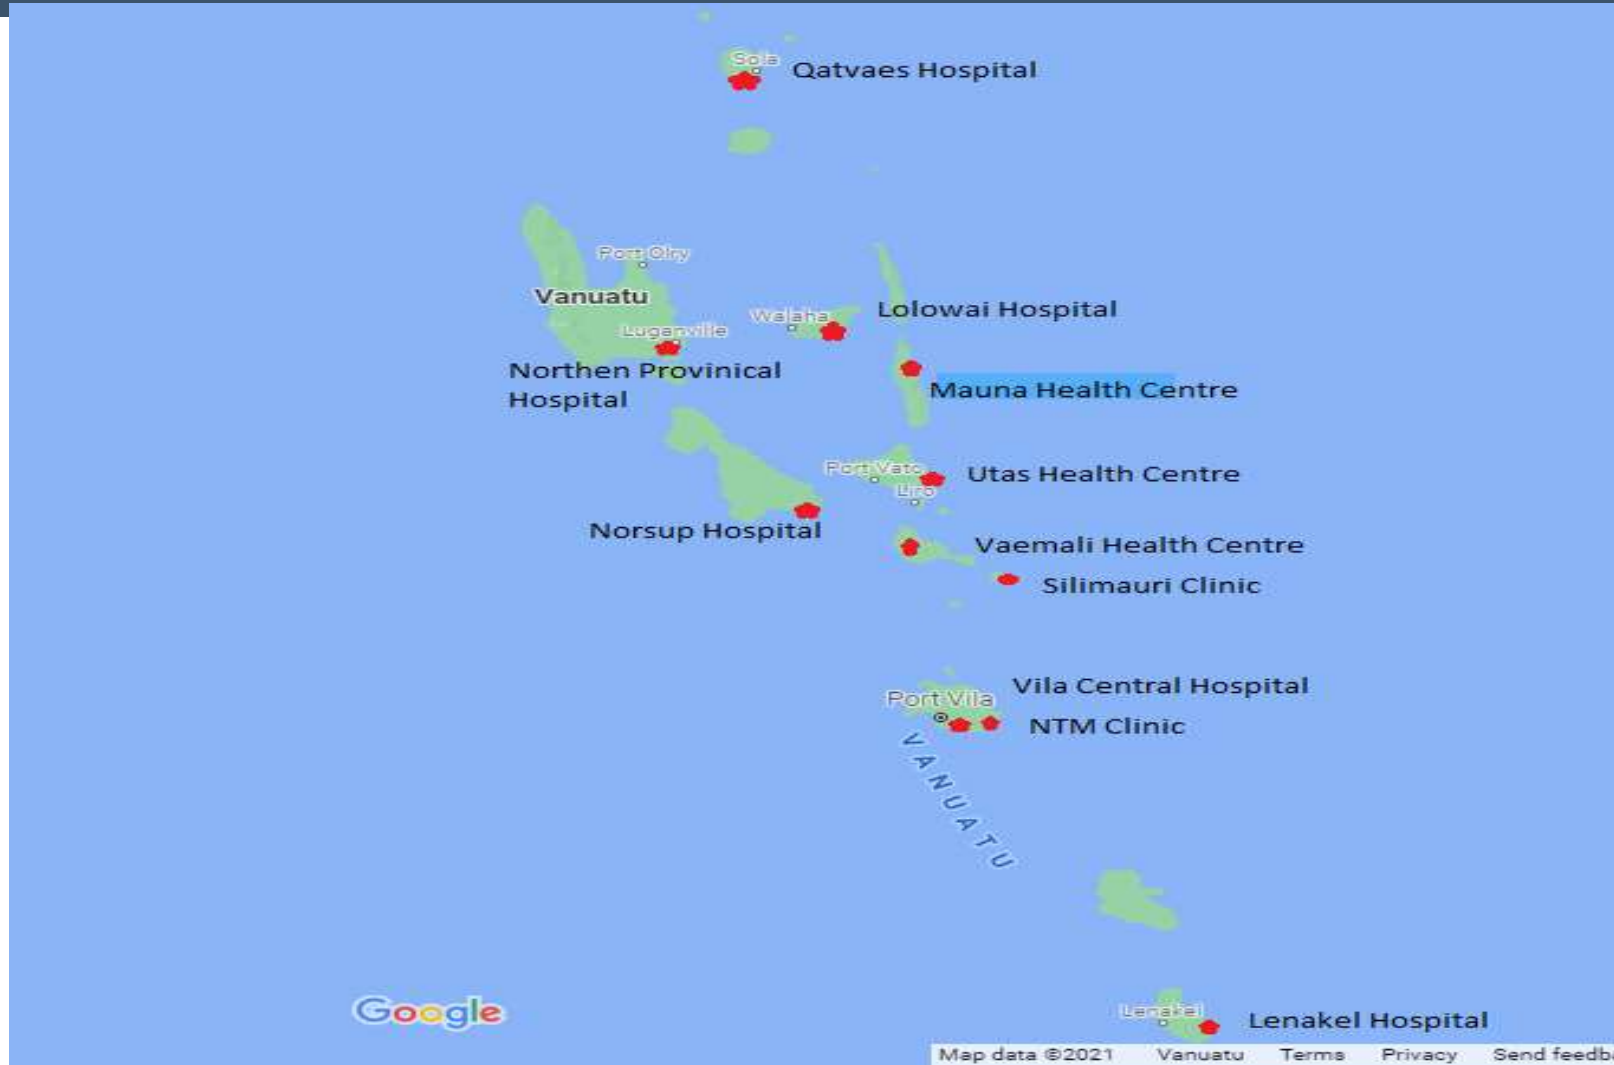 Sola
Qatvaes Hospital
Port Olry
Vanuatu
Walaha
Lolowai Hospital
Luganville
Northen Provinical
Hospital
Mauna Health Centre
Port Vato
Utas Health Centre
Liro
Norsup Hospital
Vaemali Health Centre
Silimauri Clinic
Vila Central Hospital
Port Vila
NTM Clinic
VANUATU
Google
Lenakel
Lenakel Hospital
Map data ©2021 Vanuatu Terms Privacy Send feedba